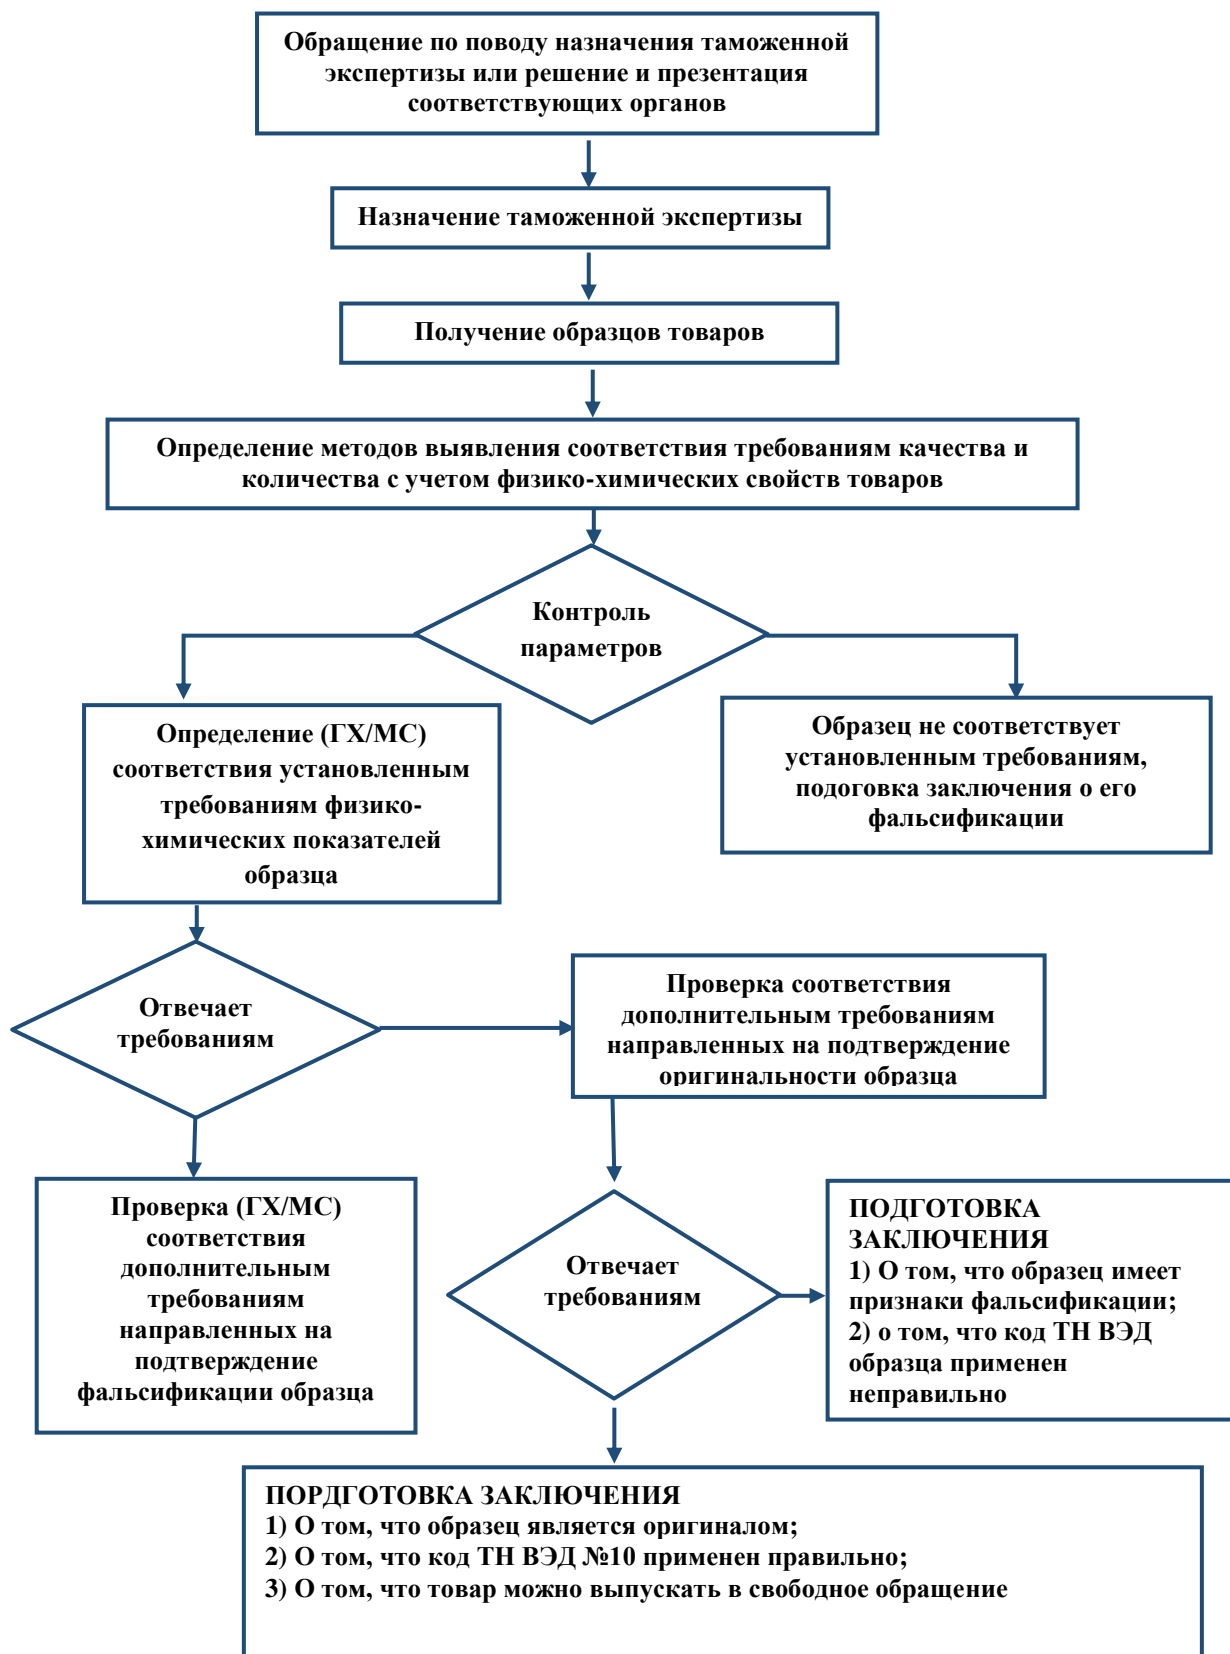 Обращение по поводу назначения таможенной
экспертизы или решение и презентация
соответствующих органов
Назначение таможенной экспертизы
Получение образцов товаров
Определение методов выявления соответствия требованиям качества и
количества с учетом физико-химических свойств товаров
Контроль
параметров
Определение (ГХ/МС)
соответствия установленным
требованиям физико-
химических показателей
образца
Образец не соответствует
установленным требованиям,
подоговка заключения о его
фальсификации
Отвечает
требованиям
Проверка соответствия
дополнительным требованиям
направленных на подтверждение
оригинальности образца
Проверка (ГХ/МС)
соответствия
дополнительным
требованиям
направленных на
подтверждение
фальсификации образца
Отвечает
требованиям
ПОДГОТОВКА
ЗАКЛЮЧЕНИЯ
1) О том, что образец имеет
признаки фальсификации;
2) о том, что код ТН ВЭД
образца применен
неправильно
ПОРДГОТОВКА ЗАКЛЮЧЕНИЯ
1) О том, что образец является оригиналом;
2) О том, что код ТН ВЭД №10 применен правильно;
3) О том, что товар можно выпускать в свободное обращение